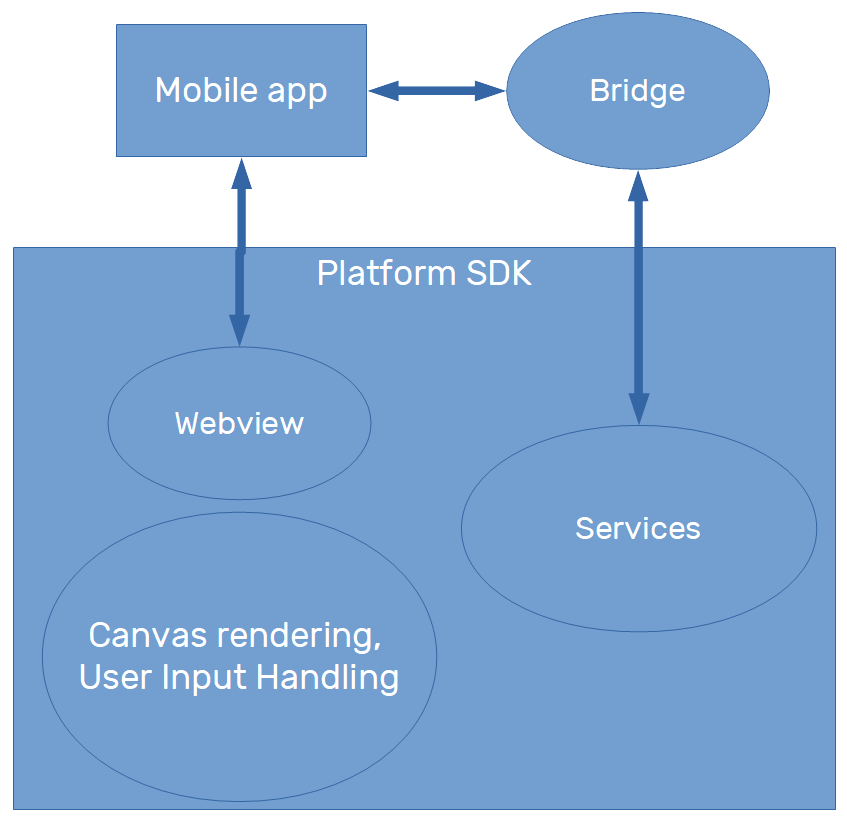 Mobile app
Bridge
Platform SDK
Webview
Services
Canvas rendering,
User Input Handling